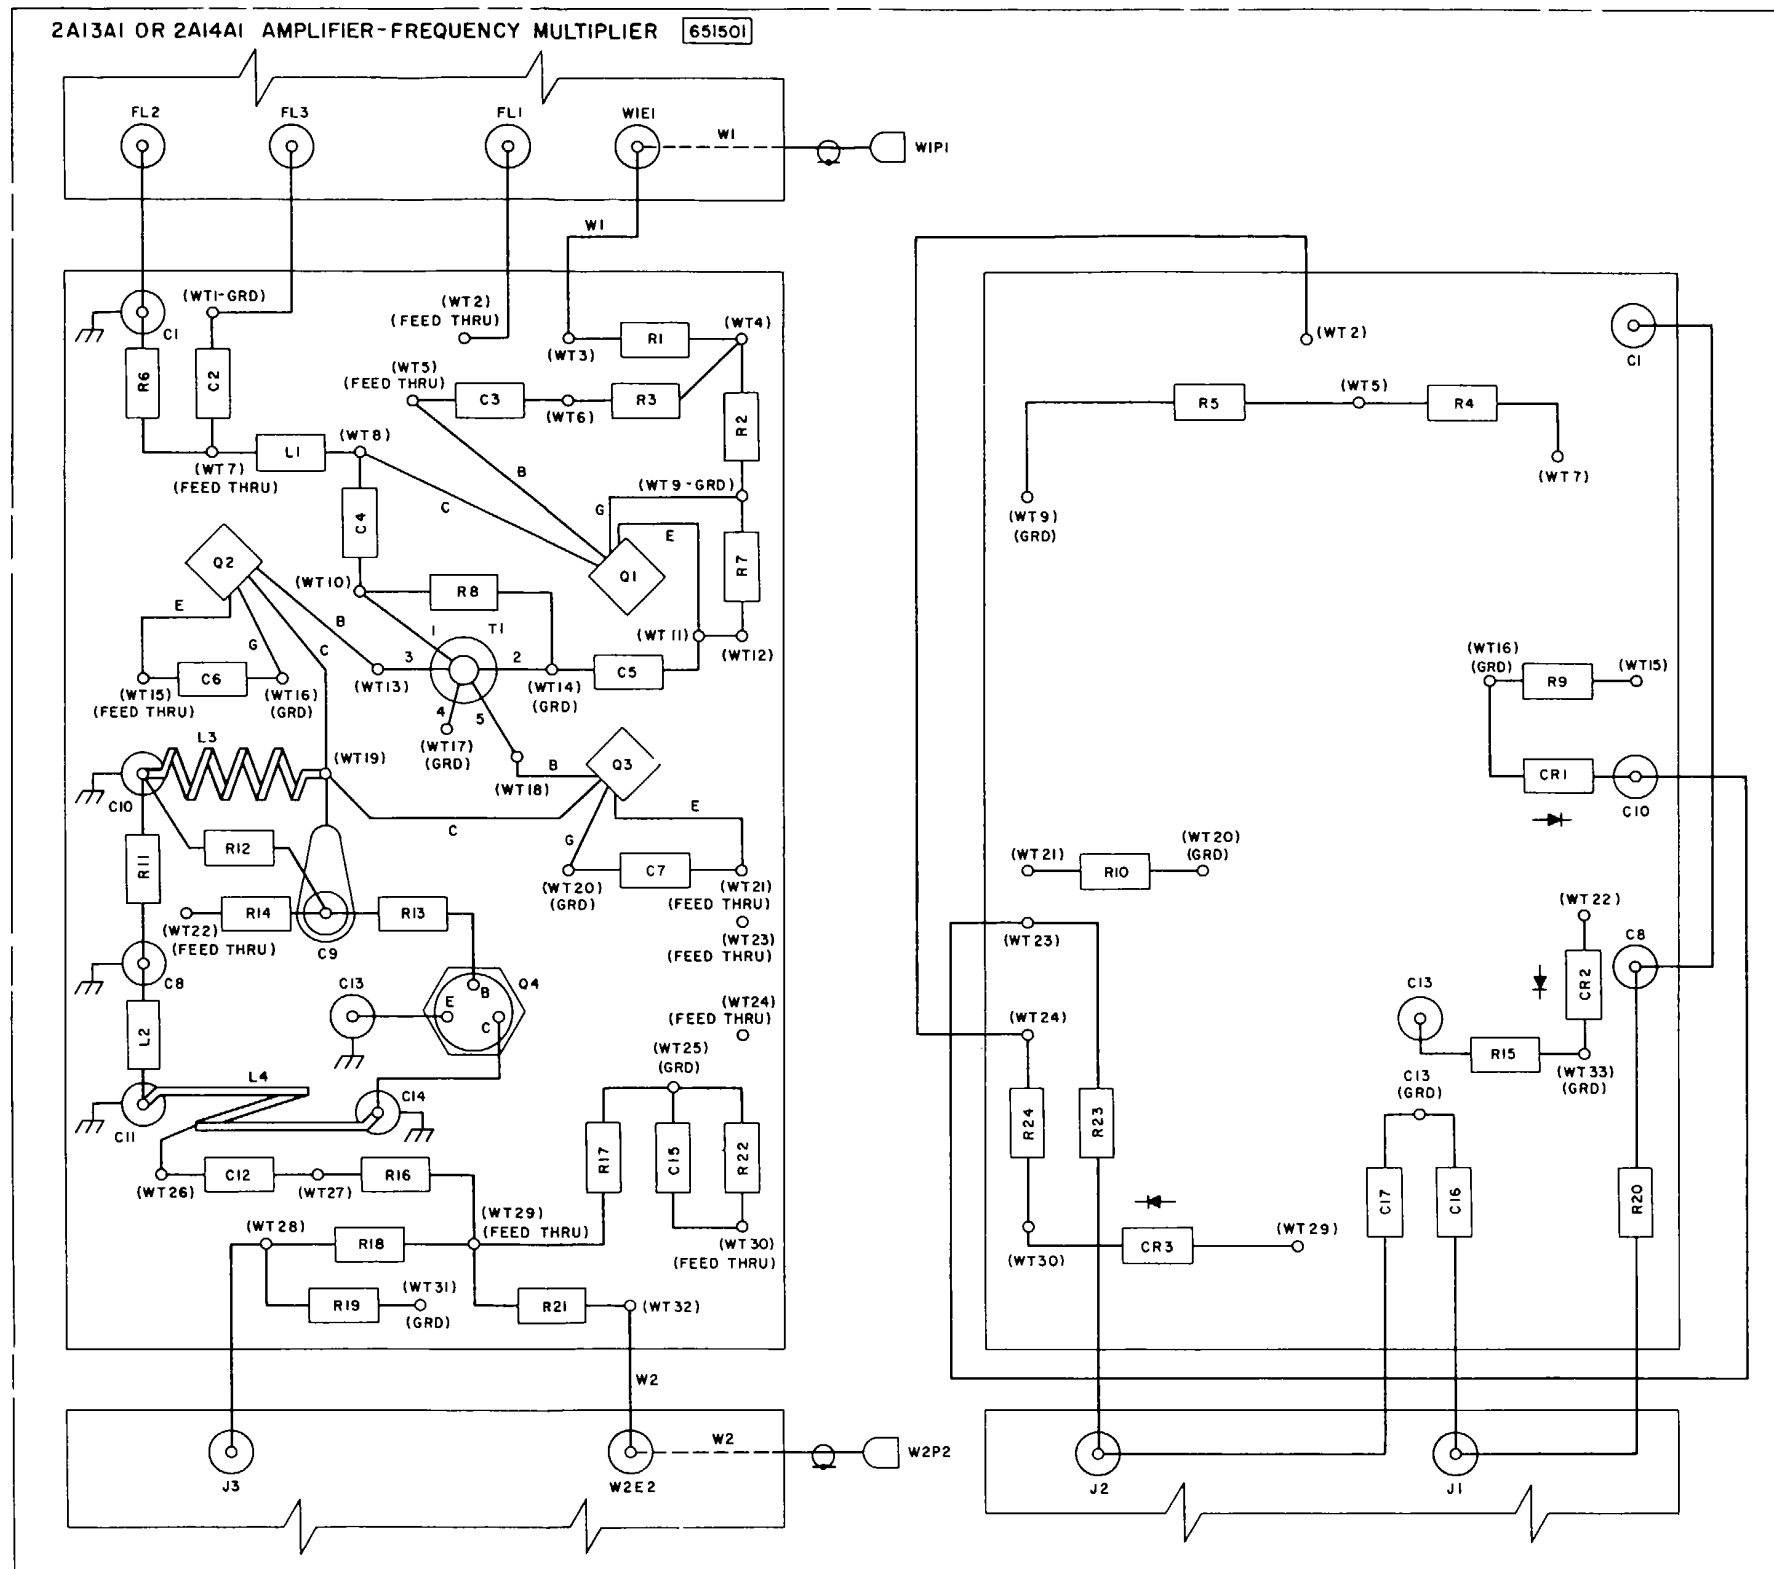 2A13A1 OR 2A14A1 AMPLIFIER-FREQUENCY MULTIPLIER 651501
FL2
FL3
FL1
W1E1
W1
W1P1
W1
(WT1-GRD)
C1
(WT2)
(FEED THRU)
(WT3)
R1
(WT4)
R6
C2
(WT5)
(FEED THRU)
C3
(WT6)
R3
R2
(WT7)
(FEED THRU)
L1
(WT8)
B
C
(WT9-GRD)
G
E
C4
Q2
Q1
R7
(WT10)
R8
E
B
G
C
1
T1
3
2
4
5
(WT11)
(WT12)
C6
C5
(WT15)
(FEED THRU)
(WT16)
(GRD)
(WT13)
(WT14)
(GRD)
(WT17)
(GRD)
L3
(WT19)
(WT18)
B
Q3
C10
E
C
G
R12
R11
C7
(WT20)
(GRD)
(WT21)
(FEED THRU)
R14
R13
(WT22)
(FEED THRU)
C9
(WT23)
(FEED THRU)
C8
C13
Q4
B
E
C
(WT24)
(FEED THRU)
L2
(WT25)
(GRD)
L4
C14
C11
R17
C15
R22
C12
R16
(WT26)
(WT27)
(WT28)
R18
(WT29)
(FEED THRU)
(WT30)
(FEED THRU)
R19
(WT31)
(GRD)
R21
(WT32)
W2
J3
W2E2
W2
W2P2
(WT2)
C1
R5
(WT5)
R4
(WT7)
(WT9)
(GRD)
(WT16)
(GRD)
R9
(WT15)
CR1
C10
(WT21)
R10
(WT20)
(GRD)
(WT23)
(WT22)
C8
CR2
C13
(WT24)
R15
(WT33)
(GRD)
C13
(GRD)
R24
R23
C17
C16
R20
(WT30)
CR3
(WT29)
J2
J1